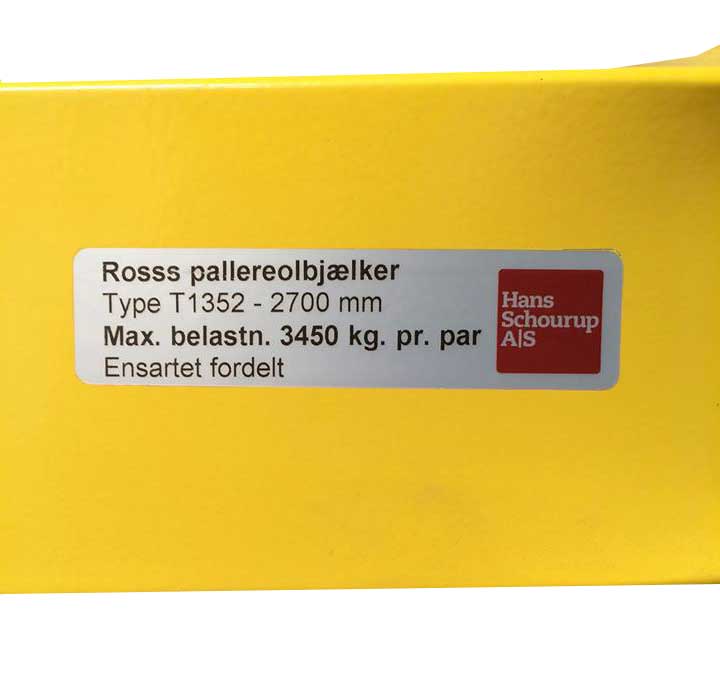 Rosss pallereolbjælker
Type T1352 - 2700 mm
Max. belastn. 3450 kg. pr. par
Ensartet fordelt
Hans
Schourup
A|S